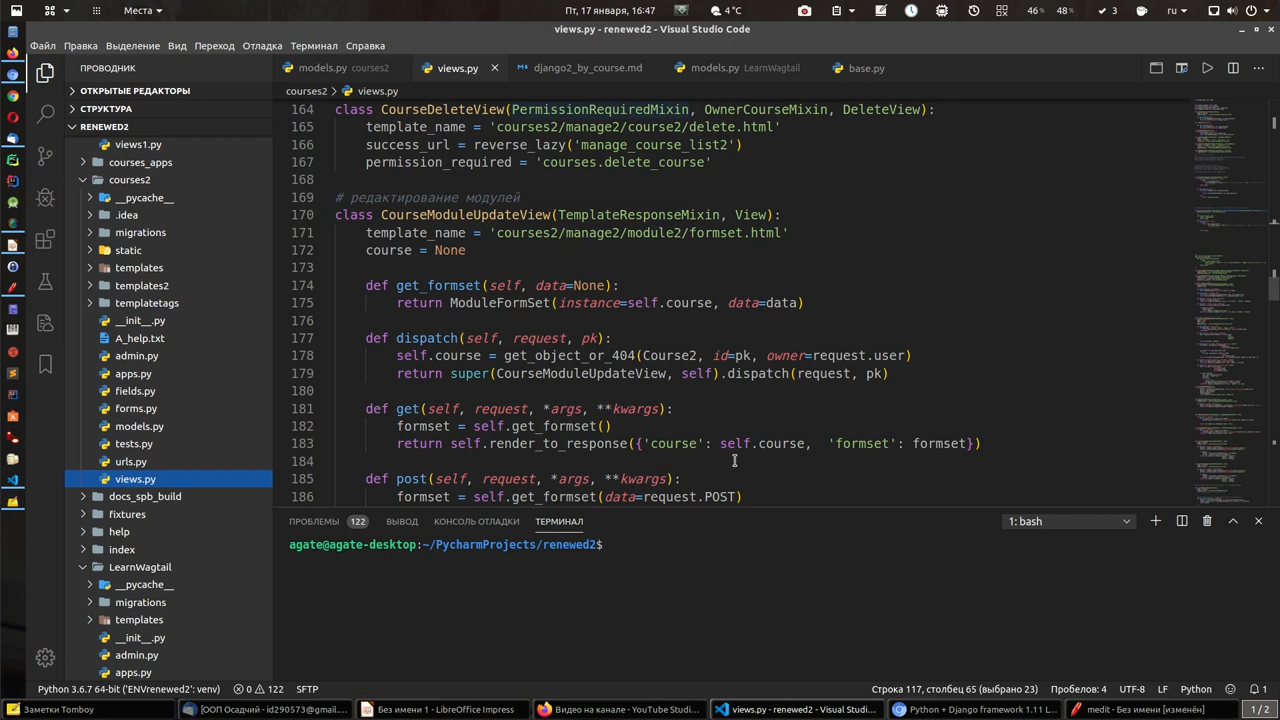 Места
Пт, 17 января, 16:47
4 °C
46%
48%
3
ru
views.py - renewed2 - Visual Studio Code
Файл Правка Выделение Вид Переход Отладка Терминал Справка
ПРОВОДНИК
ОТКРЫТЫЕ РЕДАКТОРЫ
СТРУКТУРА
RENEWED2
views1.py
courses_apps
courses2
__pycache__
.idea
migrations
static
templates
templates2
templatetags
__init__.py
A_help.txt
admin.py
apps.py
fields.py
forms.py
models.py
tests.py
urls.py
views.py
docs_spb_build
fixtures
help
index
LearnWagtail
__pycache__
migrations
templates
__init__.py
admin.py
apps.py
models.py courses2
views.py
django2_by_course.md
models.py LearnWagtail
base.py
courses2 > views.py
164 class CourseDeleteView(PermissionRequiredMixin, OwnerCourseMixin, DeleteView):
165 template_name = 'courses2/manage2/course2/delete.html'
166 success_url = reverse_lazy('manage_course_list2')
167 permission_required = 'courses.delete_course'
168
169 # редактирование модуля
170 class CourseModuleUpdateView(TemplateResponseMixin, View):
171 template_name = 'courses2/manage2/module2/formset.html'
172 course = None
173
174 def get_formset(self, data=None):
175 return ModuleFormSet(instance=self.course, data=data)
176
177 def dispatch(self, request, pk):
178 self.course = get_object_or_404(Course2, id=pk, owner=request.user)
179 return super(CourseModuleUpdateView, self).dispatch(request, pk)
180
181 def get(self, request, *args, **kwargs):
182 formset = self.get_formset()
183 return self.render_to_response({'course': self.course, 'formset': formset})
184
185 def post(self, request, *args, **kwargs):
186 formset = self.get_formset(data=request.POST)
ПРОБЛЕМЫ 122 ВЫВОД КОНСОЛЬ ОТЛАДКИ ТЕРМИНАЛ
1: bash
agate@agate-desktop:~/PycharmProjects/renewed2$
Python 3.6.7 64-bit ('ENVrenewed2': venv) 0 122 SFTP
Строка 117, столбец 65 (выбрано 23) Пробелов: 4 UTF-8 LF Python 1
Заметки Tomboy
[ООП Осадчий - id290573@gmail....
Без имени 1 - LibreOffice Impress
Видео на канале - YouTube Studi...
views.py - renewed2 - Visual Studi...
Python + Django framework 1.11 L...
medit - Без имени [изменён]
1/2